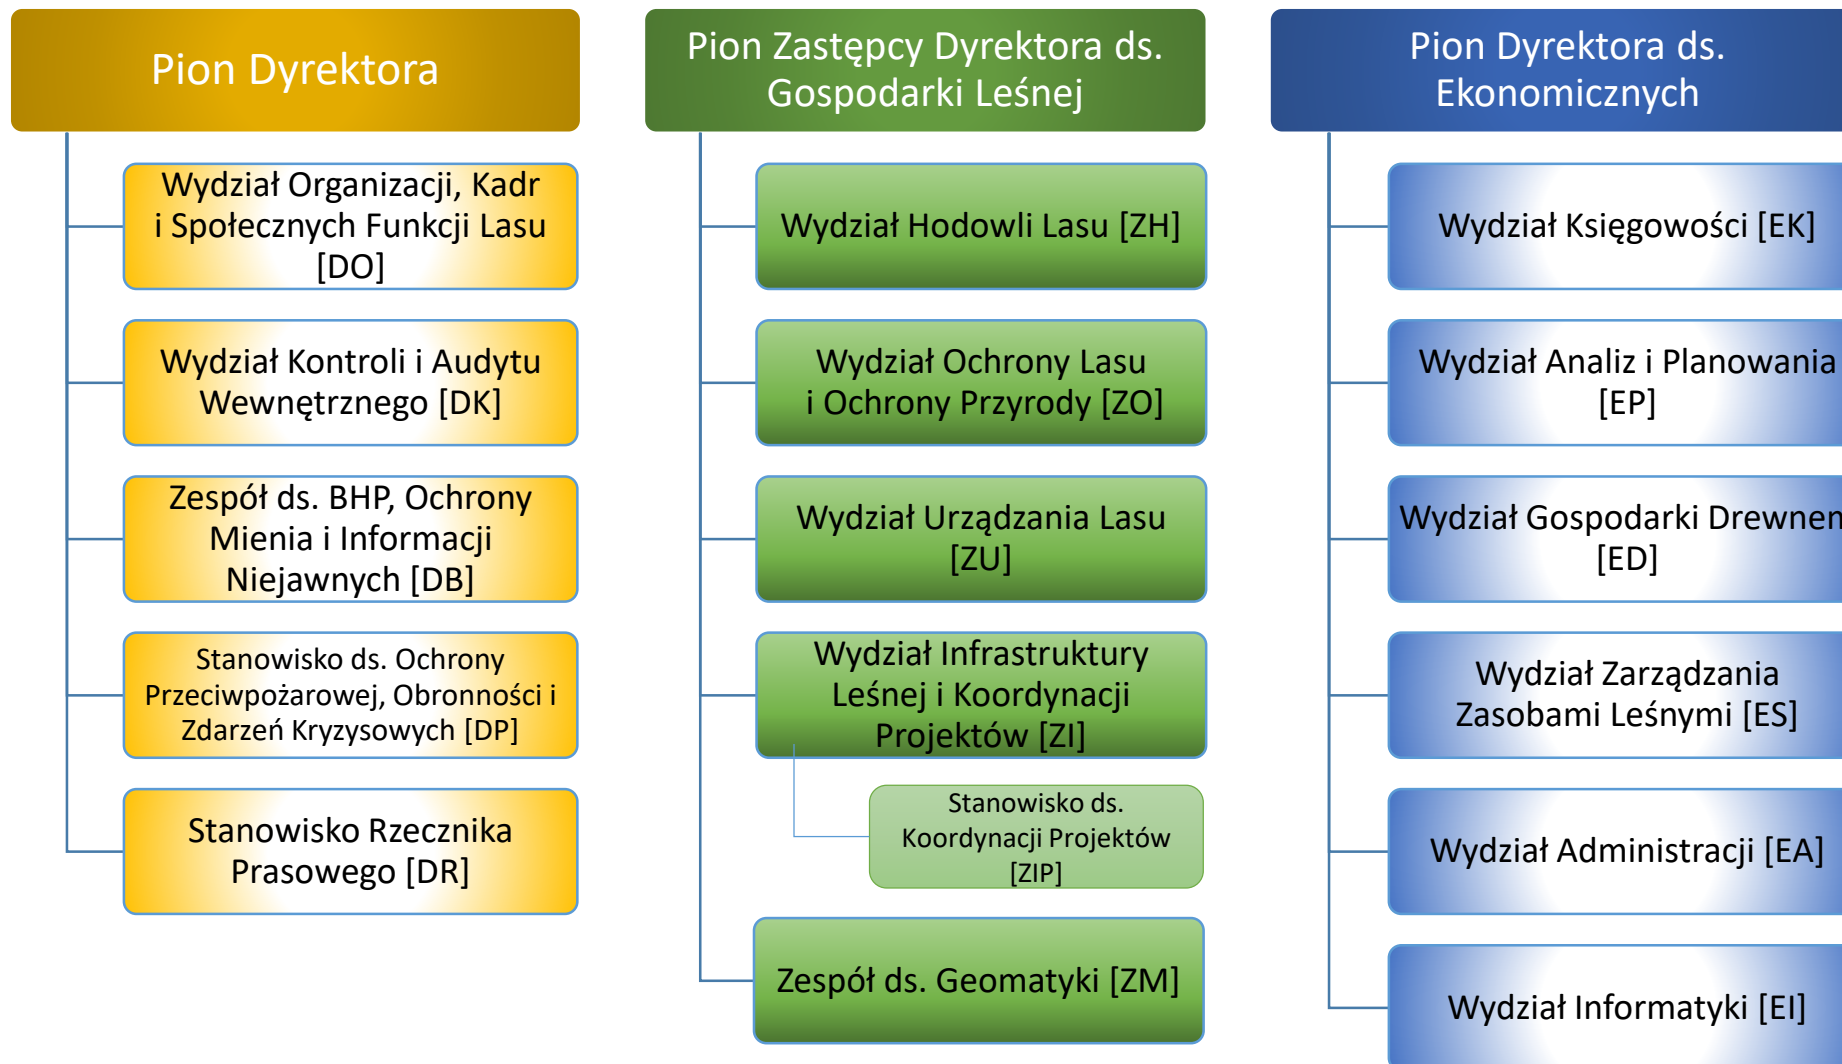 Pion Dyrektora
Wydział Organizacji, Kadr
i Społecznych Funkcji Lasu
[DO]
Wydział Kontroli i Audytu
Wewnętrznego [DK]
Zespół ds. BHP, Ochrony
Mienia i Informacji
Niejawnych [DB]
Stanowisko ds. Ochrony
Przeciwpożarowej, Obronności i
Zdarzeń Kryzysowych [DP]
Stanowisko Rzecznika
Prasowego [DR]
Pion Zastępcy Dyrektora ds.
Gospodarki Leśnej
Wydział Hodowli Lasu [ZH]
Wydział Ochrony Lasu
i Ochrony Przyrody [ZO]
Wydział Urządzania Lasu
[ZU]
Wydział Infrastruktury
Leśnej i Koordynacji
Projektów [ZI]
Stanowisko ds.
Koordynacji Projektów
[ZIP]
Zespół ds. Geomatyki [ZM]
Pion Dyrektora ds.
Ekonomicznych
Wydział Księgowości [EK]
Wydział Analiz i Planowania
[EP]
Wydział Gospodarki
[ED]
Wydział Zarządzania
Zasobami Leśnymi [ES]
Wydział Administracji [EA]
Wydział Informatyki [EI]